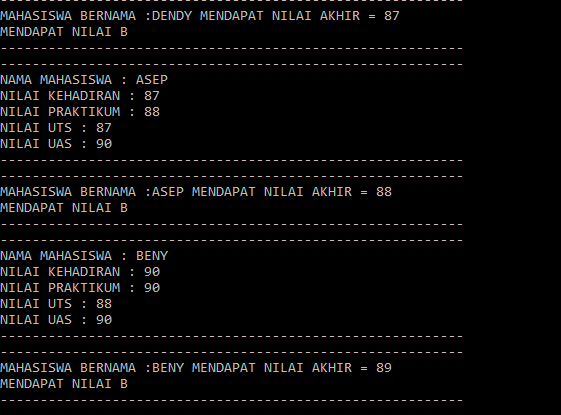 ----------------------------------------------------------
MAHASISWA BERNAMA :DENDY MENDAPAT NILAI AKHIR = 87
MENDAPAT NILAI B
----------------------------------------------------------
----------------------------------------------------------
NAMA MAHASISWA : ASEP
NILAI KEHADIRAN : 87
NILAI PRAKTIKUM : 88
NILAI UTS : 87
NILAI UAS : 90
----------------------------------------------------------
----------------------------------------------------------
MAHASISWA BERNAMA :ASEP MENDAPAT NILAI AKHIR = 88
MENDAPAT NILAI B
----------------------------------------------------------
----------------------------------------------------------
NAMA MAHASISWA : BENY
NILAI KEHADIRAN : 90
NILAI PRAKTIKUM : 90
NILAI UTS : 88
NILAI UAS : 90
----------------------------------------------------------
----------------------------------------------------------
MAHASISWA BERNAMA :BENY MENDAPAT NILAI AKHIR = 89
MENDAPAT NILAI B
----------------------------------------------------------